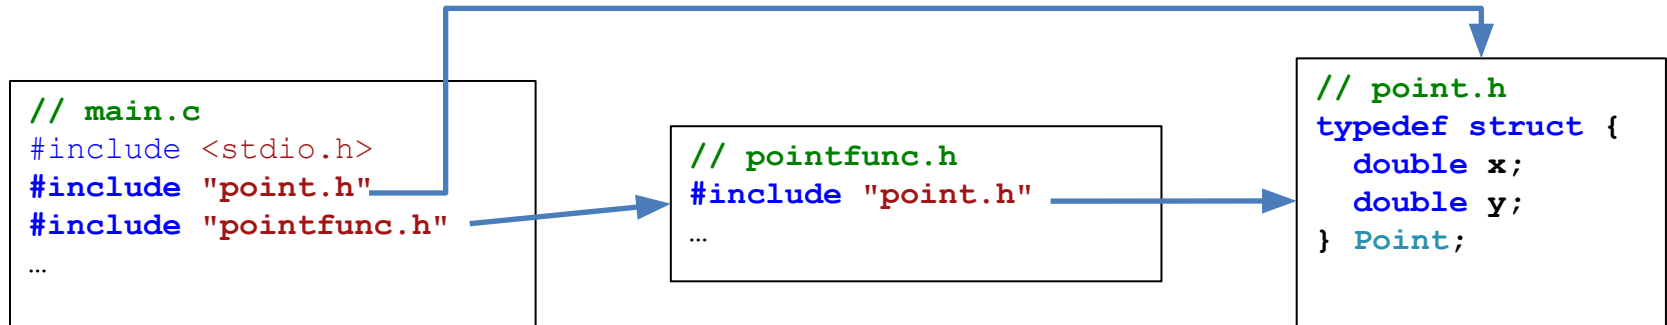 // main.c
#include <stdio.h>
#include "point.h"
#include "pointfunc.h"
…
// pointfunc.h
#include "point.h"
…
// point.h
typedef struct {
  double x;
  double y;
} Point;